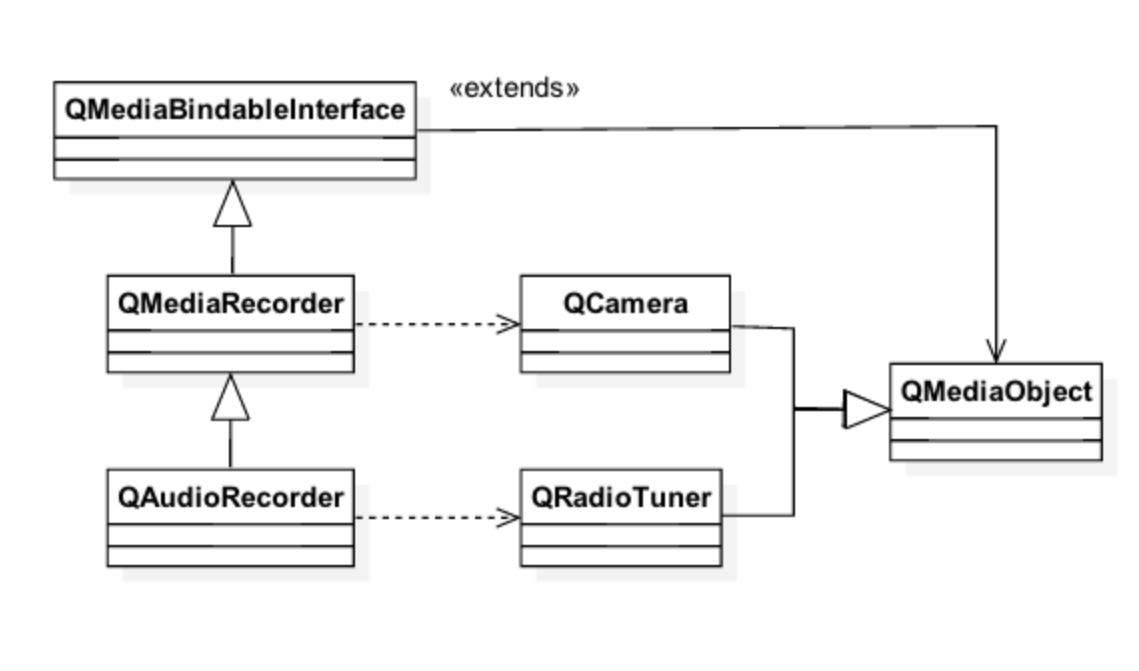 QMediaBindableInterface
«extends»
QMediaRecorder
QCamera
QMediaObject
QAudioRecorder
QRadioTuner